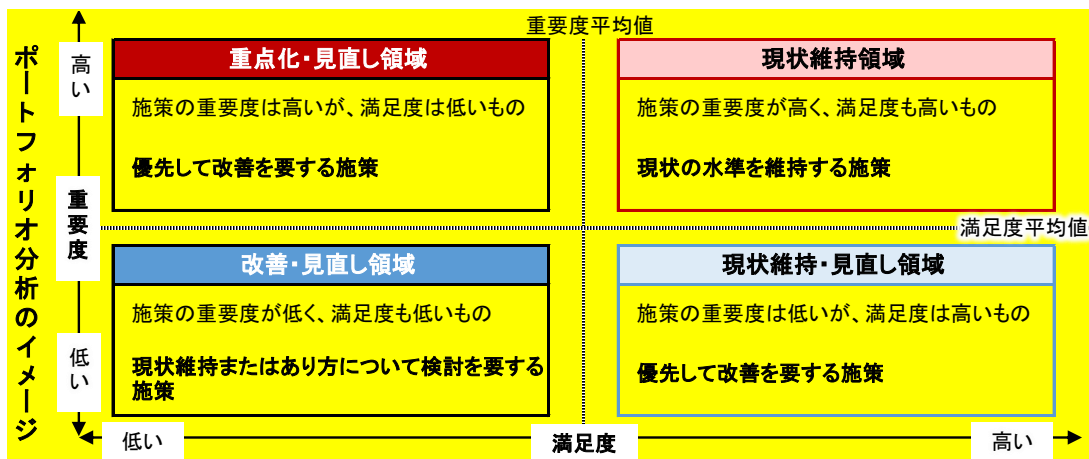 ポートフォリオ分析のイメージ
重要度平均値
高い
重点化・見直し領域
施策の重要度は高いが、満足度は低いもの
優先して改善を要する施策
現状維持領域
施策の重要度が高く、満足度も高いもの
現状の水準を維持する施策
重要度
満足度平均値
改善・見直し領域
施策の重要度が低く、満足度も低いもの
現状維持またはあり方について検討を要する
施策
現状維持・見直し領域
施策の重要度は低いが、満足度は高いもの
優先して改善を要する施策
低い
低い
満足度
高い